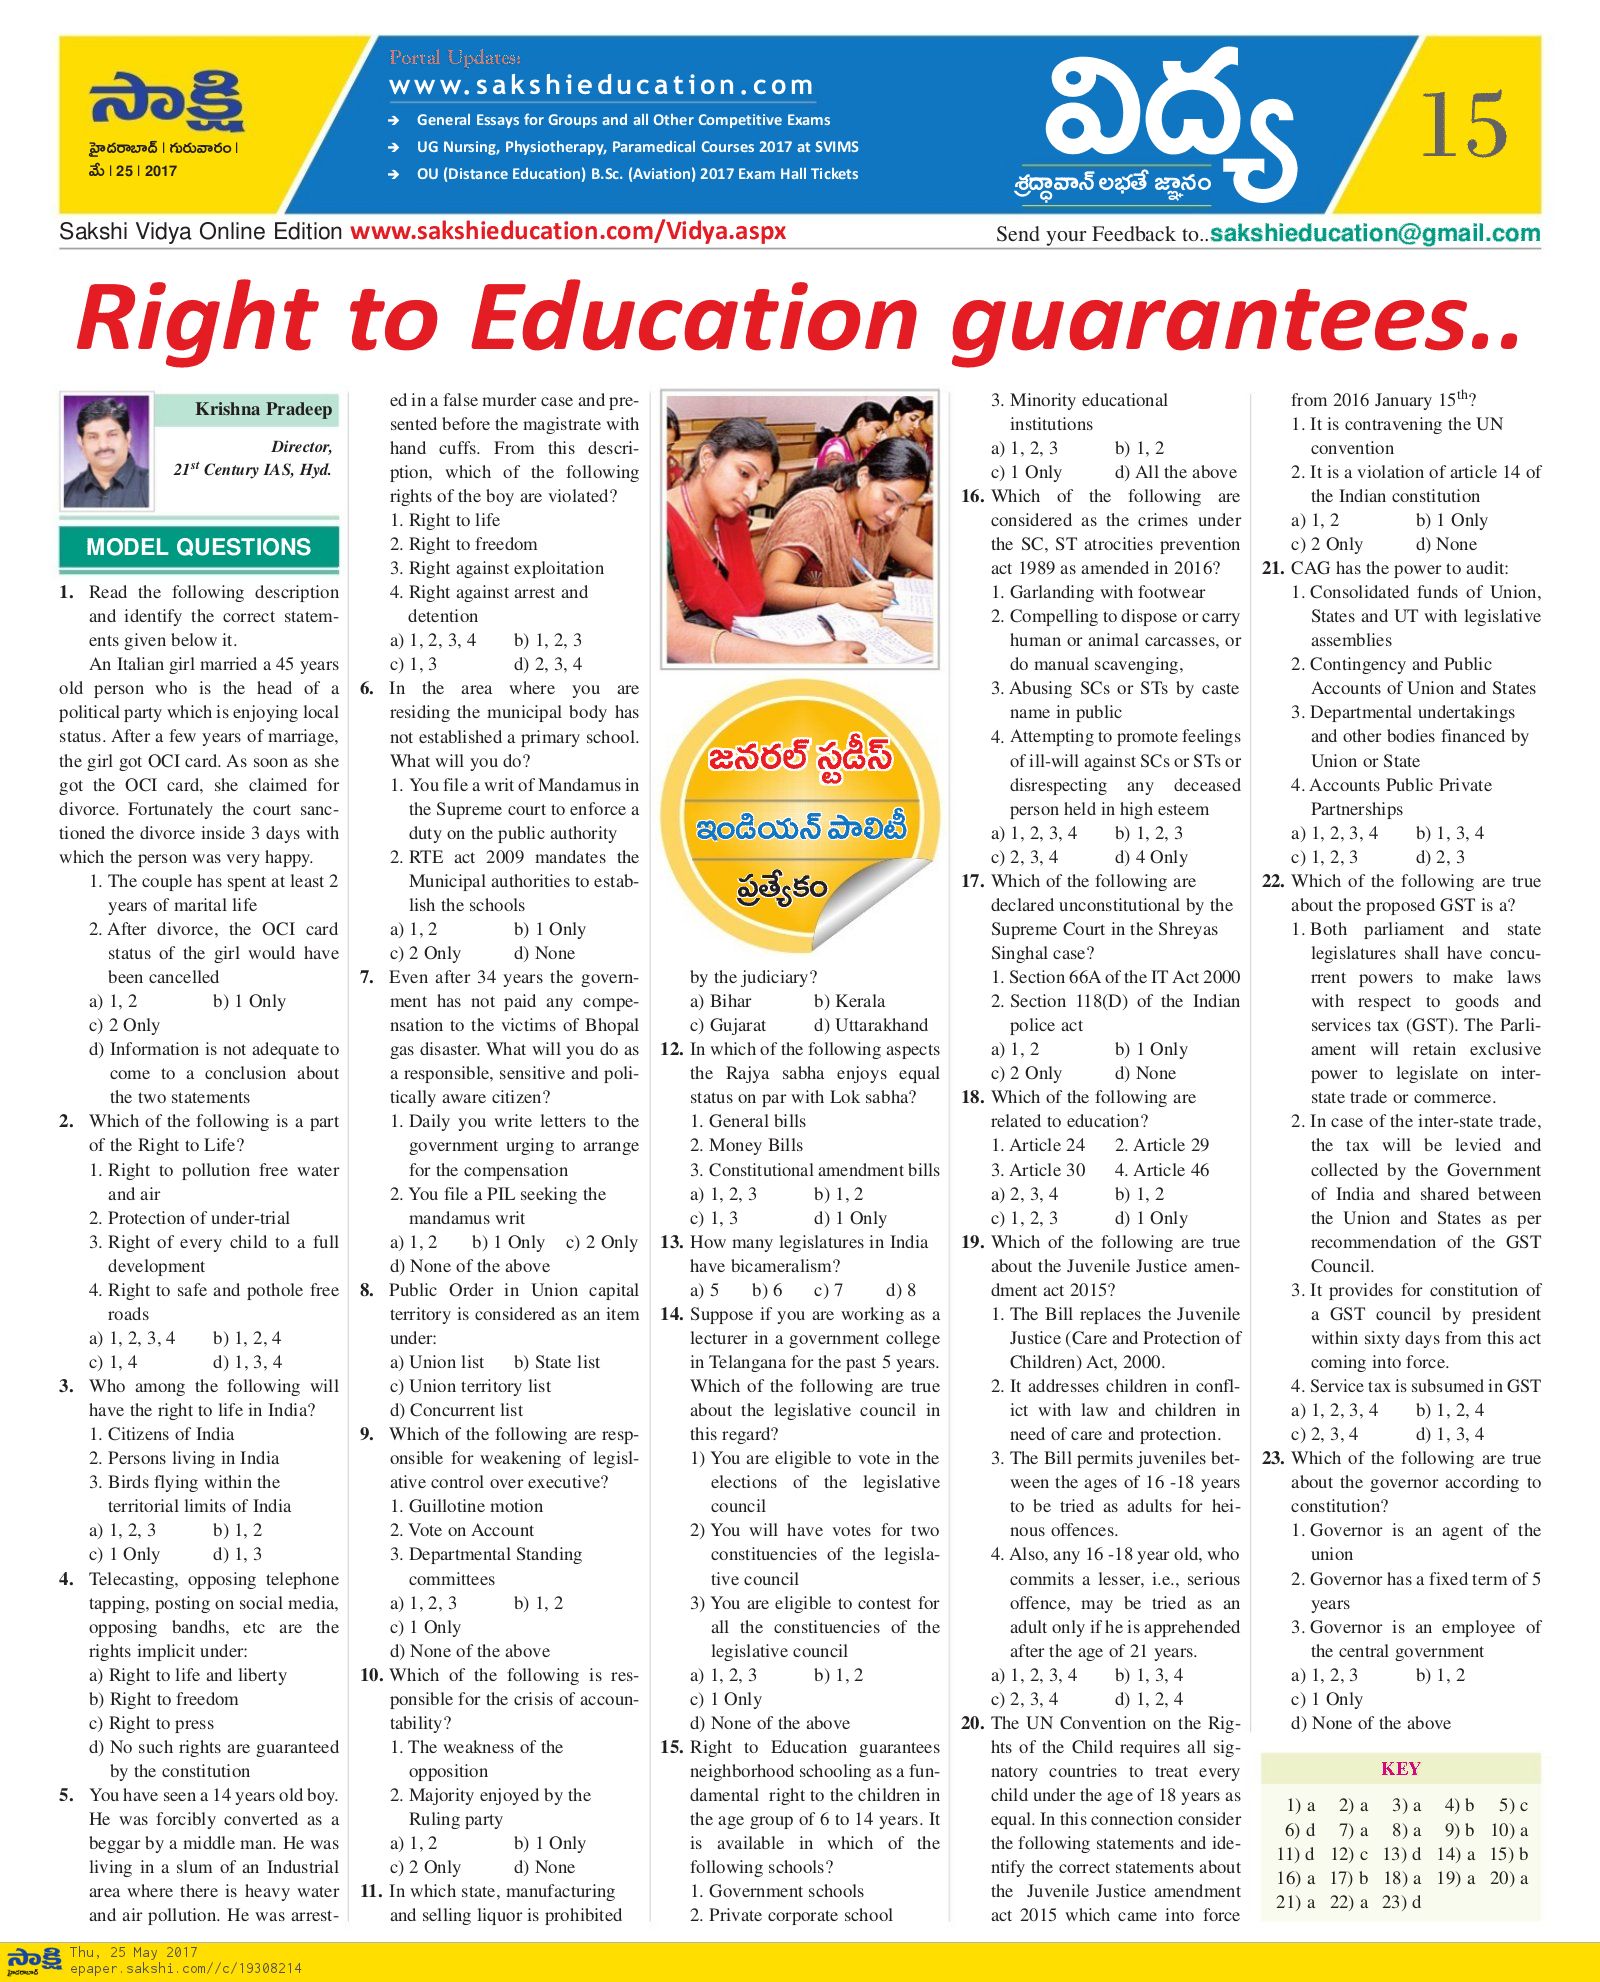 సాక్షి
హైదరాబాద్ | గురువారం |
మే | 25 | 2017
Portal Updates:
www.sakshieducation.com
→ General Essays for Groups and all Other Competitive Exams
→ UG Nursing, Physiotherapy, Paramedical Courses 2017 at SVIMS
→ OU (Distance Education) B.Sc. (Aviation) 2017 Exam Hall Tickets
విద్య
శ్రద్ధావాన్ లభతే జ్ఞానం
15
Sakshi Vidya Online Edition www.sakshieducation.com/Vidya.aspx
Send your Feedback to..sakshieducation@gmail.com
Right to Education guarantees..
Krishna Pradeep
Director,
21st Century IAS, Hyd.
MODEL QUESTIONS
1. Read the following description
and identify the correct statem-
ents given below it.
An Italian girl married a 45 years
old person who is the head of a
political party which is enjoying local
status. After a few years of marriage,
the girl got OCI card. As soon as she
got the OCI card, she claimed for
divorce. Fortunately the court sanc-
tioned the divorce inside 3 days with
which the person was very happy.
1. The couple has spent at least 2
years of marital life
2. After divorce, the OCI card
status of the girl would have
been cancelled
a) 1, 2 b) 1 Only
c) 2 Only
d) Information is not adequate to
come to a conclusion about
the two statements
2. Which of the following is a part
of the Right to Life?
1. Right to pollution free water
and air
2. Protection of under-trial
3. Right of every child to a full
development
4. Right to safe and pothole free
roads
a) 1, 2, 3, 4 b) 1, 2, 4
c) 1, 4 d) 1, 3, 4
3. Who among the following will
have the right to life in India?
1. Citizens of India
2. Persons living in India
3. Birds flying within the
territorial limits of India
a) 1, 2, 3 b) 1, 2
c) 1 Only d) 1, 3
4. Telecasting, opposing telephone
tapping, posting on social media,
opposing bandhs, etc are the
rights implicit under:
a) Right to life and liberty
b) Right to freedom
c) Right to press
d) No such rights are guaranteed
by the constitution
5. You have seen a 14 years old boy.
He was forcibly converted as a
beggar by a middle man. He was
living in a slum of an Industrial
area where there is heavy water
and air pollution. He was arrest-
ed in a false murder case and pre-
sented before the magistrate with
hand cuffs. From this descri-
ption, which of the following
rights of the boy are violated?
1. Right to life
2. Right to freedom
3. Right against exploitation
4. Right against arrest and
detention
a) 1, 2, 3, 4 b) 1, 2, 3
c) 1, 3 d) 2, 3, 4
6. In the area where you are
residing the municipal body has
not established a primary school.
What will you do?
1. You file a writ of Mandamus in
the Supreme court to enforce a
duty on the public authority
2. RTE act 2009 mandates the
Municipal authorities to estab-
lish the schools
a) 1, 2 b) 1 Only
c) 2 Only d) None
7. Even after 34 years the govern-
ment has not paid any compe-
nsation to the victims of Bhopal
gas disaster. What will you do as
a responsible, sensitive and poli-
tically aware citizen?
1. Daily you write letters to the
government urging to arrange
for the compensation
2. You file a PIL seeking the
mandamus writ
a) 1, 2 b) 1 Only c) 2 Only
d) None of the above
8. Public Order in Union capital
territory is considered as an item
under:
a) Union list b) State list
c) Union territory list
d) Concurrent list
9. Which of the following are resp-
onsible for weakening of legisl-
ative control over executive?
1. Guillotine motion
2. Vote on Account
3. Departmental Standing
committees
a) 1, 2, 3 b) 1, 2
c) 1 Only
d) None of the above
10. Which of the following is res-
ponsible for the crisis of accoun-
tability?
1. The weakness of the
opposition
2. Majority enjoyed by the
Ruling party
a) 1, 2 b) 1 Only
c) 2 Only d) None
11. In which state, manufacturing
and selling liquor is prohibited
జనరల్ స్టడీస్
ఇండియన్ పాలిటీ
ప్రత్యేకం
by the judiciary?
a) Bihar b) Kerala
c) Gujarat d) Uttarakhand
12. In which of the following aspects
the Rajya sabha enjoys equal
status on par with Lok sabha?
1. General bills
2. Money Bills
3. Constitutional amendment bills
a) 1, 2, 3 b) 1, 2
c) 1, 3 d) 1 Only
13. How many legislatures in India
have bicameralism?
a) 5 b) 6 c) 7 d) 8
14. Suppose if you are working as a
lecturer in a government college
in Telangana for the past 5 years.
Which of the following are true
about the legislative council in
this regard?
1) You are eligible to vote in the
elections of the legislative
council
2) You will have votes for two
constituencies of the legisla-
tive council
3) You are eligible to contest for
all the constituencies of the
legislative council
a) 1, 2, 3 b) 1, 2
c) 1 Only
d) None of the above
15. Right to Education guarantees
neighborhood schooling as a fun-
damental right to the children in
the age group of 6 to 14 years. It
is available in which of the
following schools?
1. Government schools
2. Private corporate school
3. Minority educational
institutions
a) 1, 2, 3 b) 1, 2
c) 1 Only d) All the above
16. Which of the following are
considered as the crimes under
the SC, ST atrocities prevention
act 1989 as amended in 2016?
1. Garlanding with footwear
2. Compelling to dispose or carry
human or animal carcasses, or
do manual scavenging,
3. Abusing SCs or STs by caste
name in public
4. Attempting to promote feelings
of ill-will against SCs or STs or
disrespecting any deceased
person held in high esteem
a) 1, 2, 3, 4 b) 1, 2, 3
c) 2, 3, 4 d) 4 Only
17. Which of the following are
declared unconstitutional by the
Supreme Court in the Shreyas
Singhal case?
1. Section 66A of the IT Act 2000
2. Section 118(D) of the Indian
police act
a) 1, 2 b) 1 Only
c) 2 Only d) None
18. Which of the following are
related to education?
1. Article 24 2. Article 29
3. Article 30 4. Article 46
a) 2, 3, 4 b) 1, 2
c) 1, 2, 3 d) 1 Only
19. Which of the following are true
about the Juvenile Justice amen-
dment act 2015?
1. The Bill replaces the Juvenile
Justice (Care and Protection of
Children) Act, 2000.
2. It addresses children in confl-
ict with law and children in
need of care and protection.
3. The Bill permits juveniles bet-
ween the ages of 16 -18 years
to be tried as adults for hei-
nous offences.
4. Also, any 16 -18 year old, who
commits a lesser, i.e., serious
offence, may be tried as an
adult only if he is apprehended
after the age of 21 years.
a) 1, 2, 3, 4 b) 1, 3, 4
c) 2, 3, 4 d) 1, 2, 4
20. The UN Convention on the Rig-
hts of the Child requires all sig-
natory countries to treat every
child under the age of 18 years as
equal. In this connection consider
the following statements and ide-
ntify the correct statements about
the Juvenile Justice amendment
act 2015 which came into force
from 2016 January 15th?
1. It is contravening the UN
convention
2. It is a violation of article 14 of
the Indian constitution
a) 1, 2 b) 1 Only
c) 2 Only d) None
21. CAG has the power to audit:
1. Consolidated funds of Union,
States and UT with legislative
assemblies
2. Contingency and Public
Accounts of Union and States
3. Departmental undertakings
and other bodies financed by
Union or State
4. Accounts Public Private
Partnerships
a) 1, 2, 3, 4 b) 1, 3, 4
c) 1, 2, 3 d) 2, 3
22. Which of the following are true
about the proposed GST is a?
1. Both parliament and state
legislatures shall have concu-
rrent powers to make laws
with respect to goods and
services tax (GST). The Parli-
ament will retain exclusive
power to legislate on inter-
state trade or commerce.
2. In case of the inter-state trade,
the tax will be levied and
collected by the Government
of India and shared between
the Union and States as per
recommendation of the GST
Council.
3. It provides for constitution of
a GST council by president
within sixty days from this act
coming into force.
4. Service tax is subsumed in GST
a) 1, 2, 3, 4 b) 1, 2, 4
c) 2, 3, 4 d) 1, 3, 4
23. Which of the following are true
about the governor according to
constitution?
1. Governor is an agent of the
union
2. Governor has a fixed term of 5
years
3. Governor is an employee of
the central government
a) 1, 2, 3 b) 1, 2
c) 1 Only
d) None of the above
KEY
1) a 2) a 3) a 4) b 5) c
6) d 7) a 8) a 9) b 10) a
11) d 12) c 13) d 14) a 15) b
16) a 17) b 18) a 19) a 20) a
21) a 22) a 23) d
సాక్షి
హైదరాబాద్
Thu, 25 May 2017
epaper.sakshi.com//c/19308214